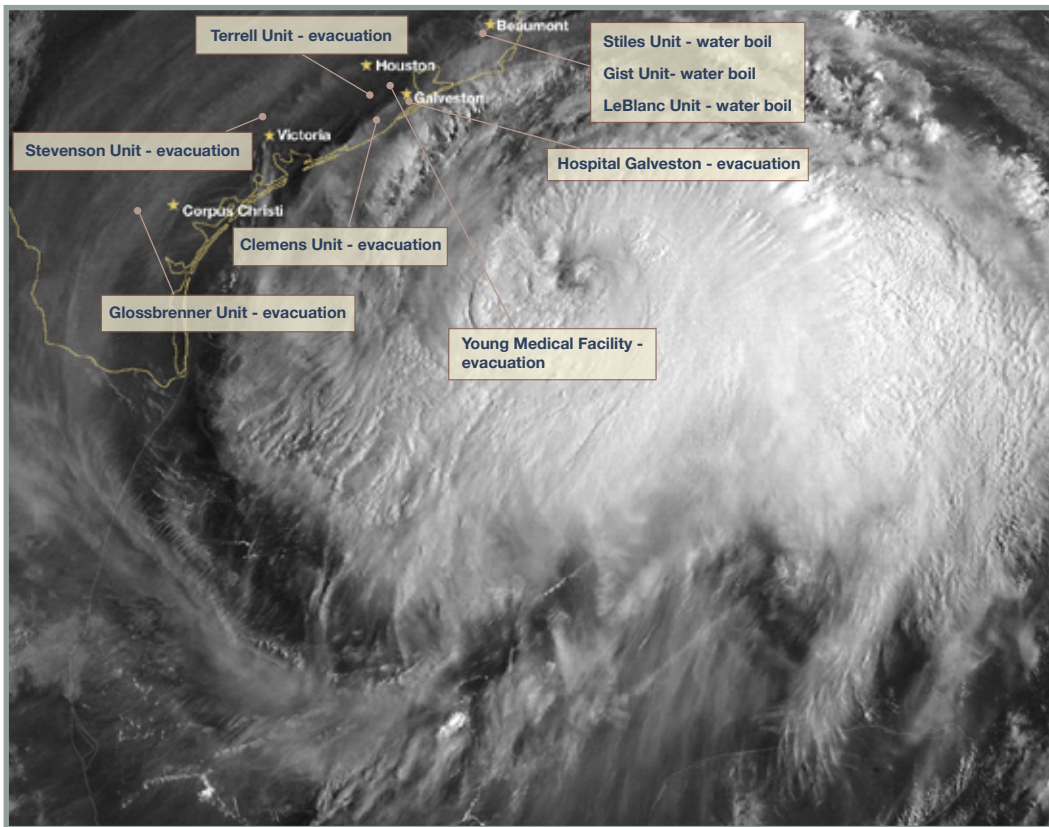 Beaumont
Terrell Unit - evacuation
Stiles Unit - water boil
Houston
Gist Unit- water boil
Galveston
LeBlanc Unit - water boil
Victoria
Stevenson Unit - evacuation
Hospital Galveston - evacuation
Corpus Christi
Clemens Unit - evacuation
Glossbrenner Unit - evacuation
Young Medical Facility -
evacuation